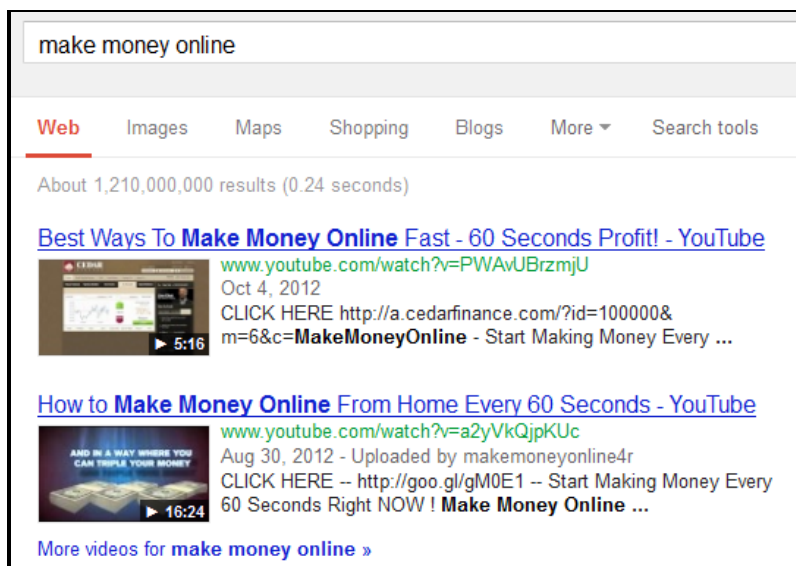 make money online
Web Images Maps Shopping Blogs More Search tools
About 1,210,000,000 results (0.24 seconds)
Best Ways To Make Money Online Fast - 60 Seconds Profit! - YouTube
www.youtube.com/watch?v=PWAvUBrzmjU
Oct 4, 2012
CLICK HERE http://a.cedarfinance.com/?id=100000&
m=6&c=MakeMoneyOnline - Start Making Money Every ...
CEDAR
5:16
How to Make Money Online From Home Every 60 Seconds - YouTube
www.youtube.com/watch?v=a2yVkQjpKUc
Aug 30, 2012 - Uploaded by makemoneyonline4r
CLICK HERE -- http://goo.gl/gM0E1 -- Start Making Money Every
60 Seconds Right NOW ! Make Money Online ...
AND IN A WAY WHERE YOU
CAN TRIPLE YOUR MONEY
16:24
More videos for make money online »